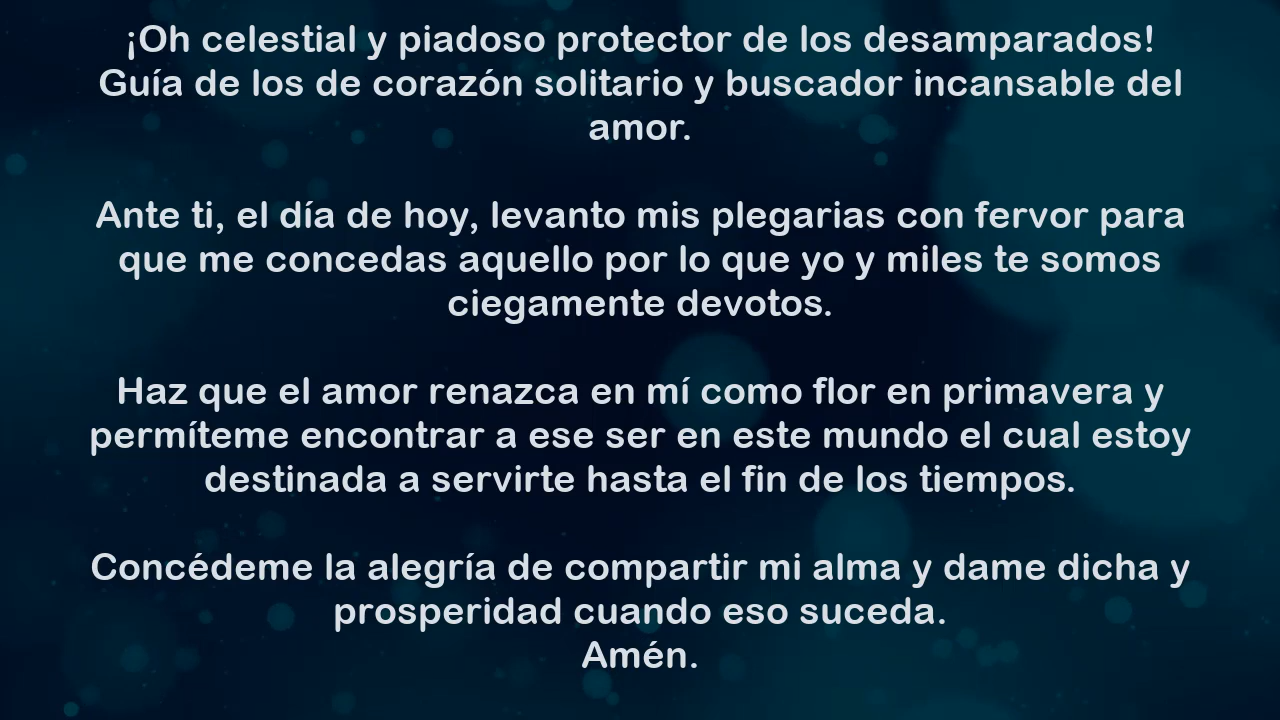 ¡Oh celestial y piadoso protector de los desamparados!
Guía de los de corazón solitario y buscador incansable del
amor.
Ante ti, el día de hoy, levanto mis plegarias con fervor para
que me concedas aquello por lo que yo y miles te somos
ciegamente devotos.
Haz que el amor renazca en mí como flor en primavera y
permíteme encontrar a ese ser en este mundo el cual estoy
destinada a servirte hasta el fin de los tiempos.
Concédeme la alegría de compartir mi alma y dame dicha y
prosperidad cuando eso suceda.
Amén.